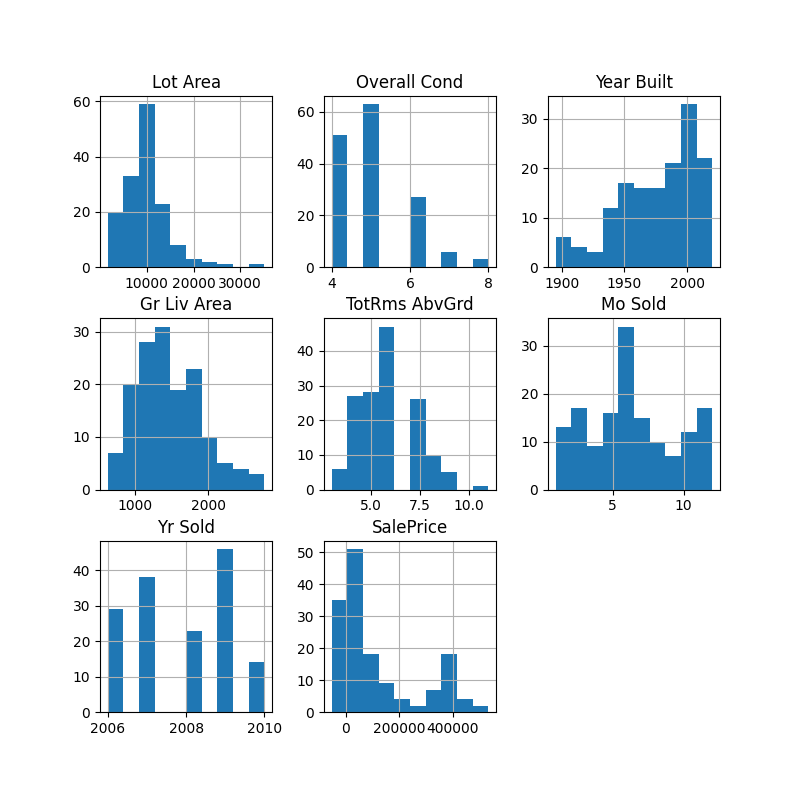 Lot Area Overall Cond Year Built
60 40 20 0
10000 20000 30000
60 40 20 0
4 6 8
30 20 10 0
1900 1950 2000
Gr Liv Area TotRms AbvGrd Mo Sold
30 20 10 0
1000 2000
40 30 20 10 0
5.0 7.5 10.0
30 20 10 0
5 10
Yr Sold SalePrice
40 30 20 10 0
2006 2008 2010
50 40 30 20 10 0
0 200000 400000